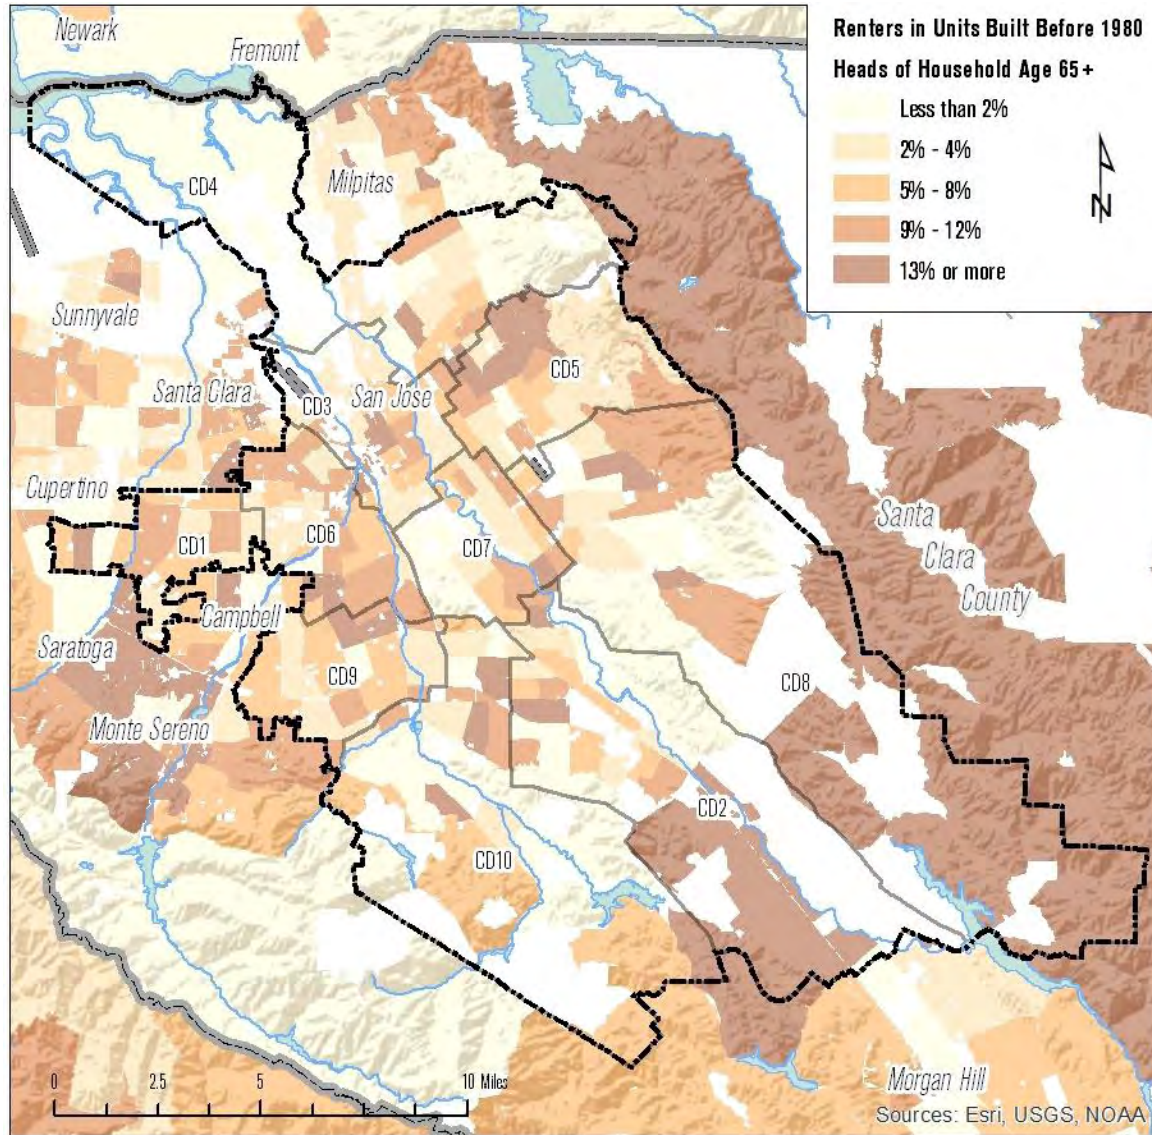 Newark
Fremont
Renters in Units Built Before 1980
Heads of Household Age 65+
Less than 2%
2% - 4%
5% - 8%
9% - 12%
13% or more
N
CD4
Milpitas
Sunnyvale
Santa Clara
CD3
San Jose
CD5
Cupertino
CD1
CD6
CD7
Santa
Clara
County
Campbell
Saratoga
CD9
CD8
Monte Sereno
CD2
CD10
0 2.5 5 10 Miles
Morgan Hill
Sources: Esri, USGS, NOAA